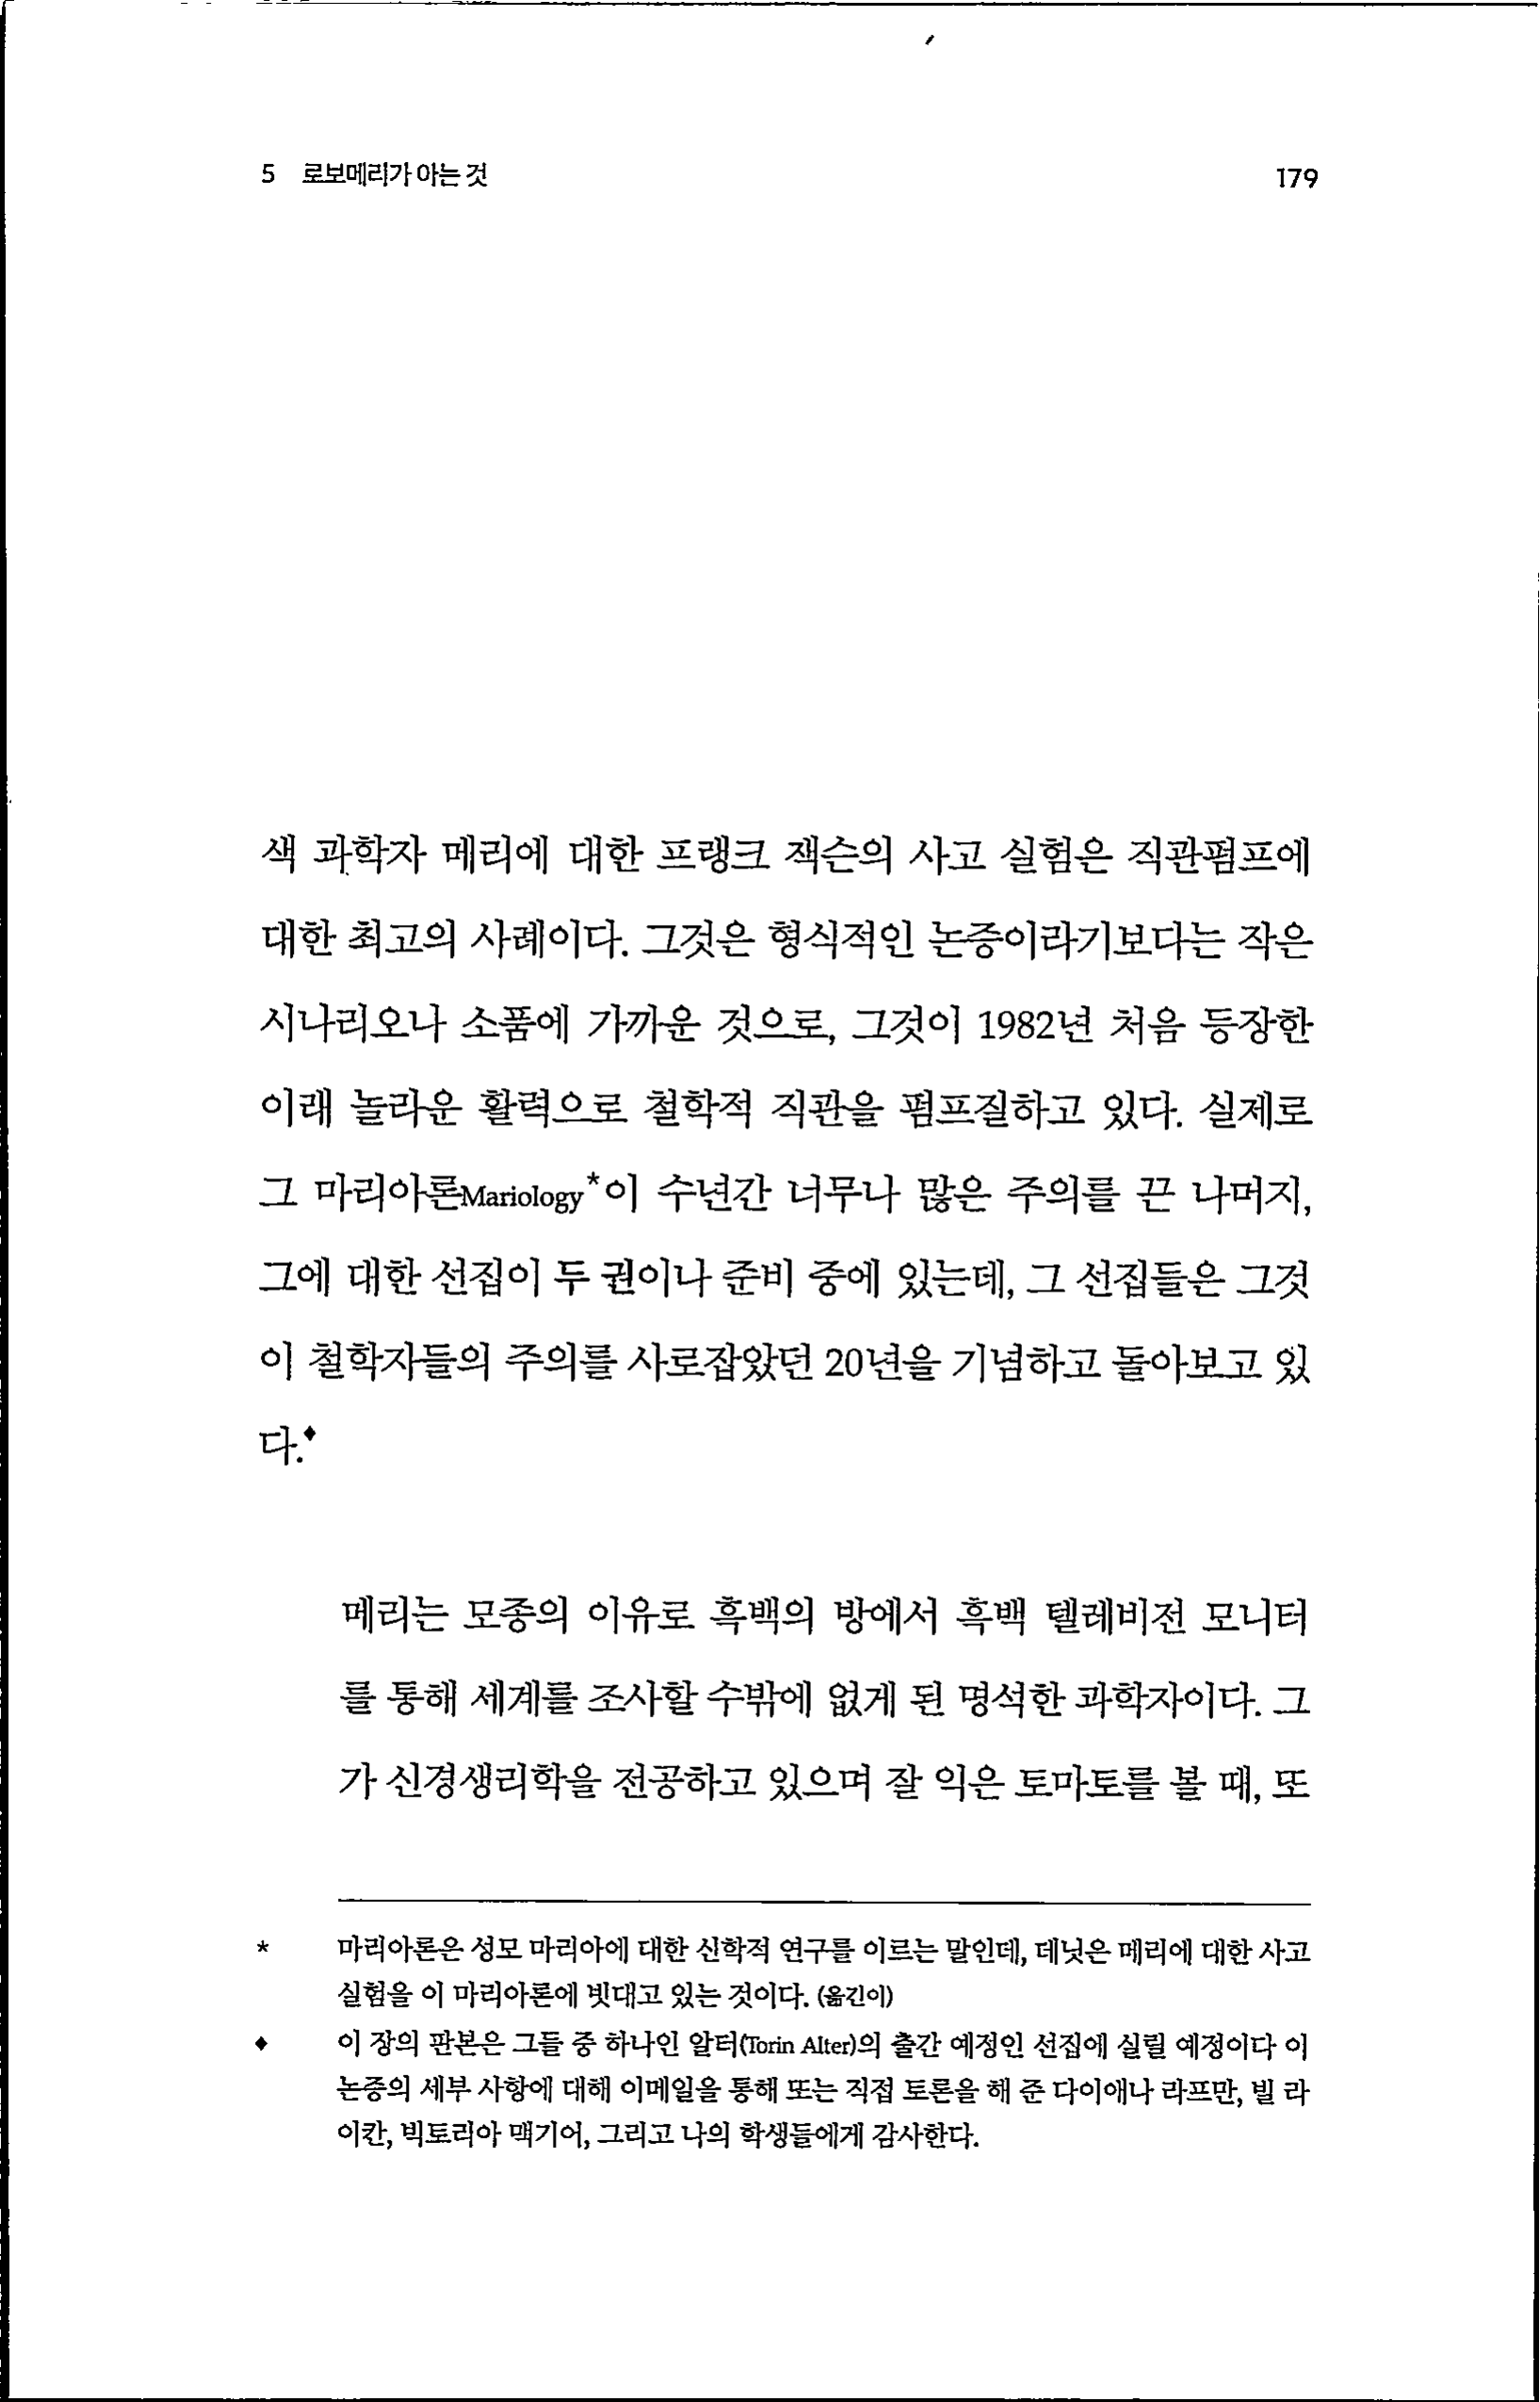 5 로보메리가 아는 것
179
색 과학자 메리에 대한 프랭크 잭슨의 사고 실험은 직관펌프에
대한 최고의 사례이다. 그것은 형식적인 논증이라기보다는 작은
시나리오나 소품에 가까운 것으로, 그것이 1982년 처음 등장한
이래 놀라운 활력으로 철학적 직관을 펌프질하고 있다. 실제로
그 마리아론Mariology*이 수년간 너무나 많은 주의를 끈 나머지,
그에 대한 선집이 두 권이나 준비 중에 있는데, 그 선집들은 그것
이 철학자들의 주의를 사로잡았던 20년을 기념하고 돌아보고 있
다.♦
메리는 모종의 이유로 흑백의 방에서 흑백 텔레비전 모니터
를 통해 세계를 조사할 수밖에 없게 된 명석한 과학자이다. 그
가 신경생리학을 전공하고 있으며 잘 익은 토마토를 볼 때, 또
* 마리아론은 성모 마리아에 대한 신학적 연구를 이르는 말인데, 데닛은 메리에 대한 사고
실험을 이 마리아론에 빗대고 있는 것이다. (옮긴이)
♦ 이 장의 판본은 그들 중 하나인 알터(Torin Alter)의 출간 예정인 선집에 실릴 예정이다 이
논증의 세부 사항에 대해 이메일을 통해 또는 직접 토론을 해 준 다이애나 라프만, 빌 라
이칸, 빅토리아 맥기어, 그리고 나의 학생들에게 감사한다.